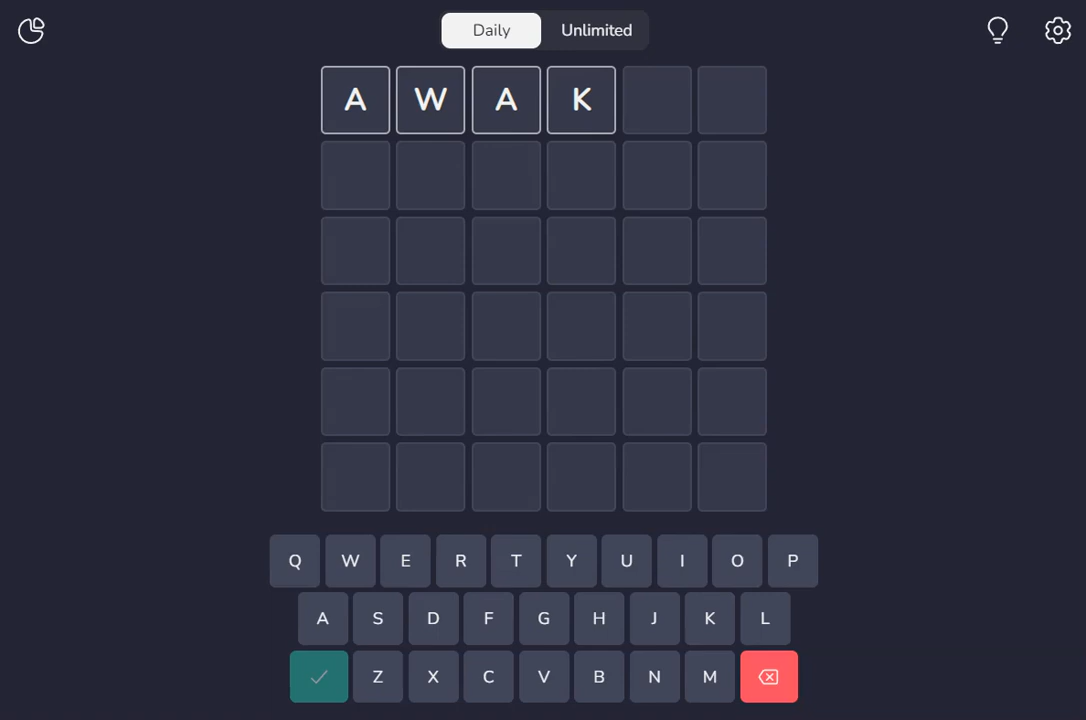 Daily Unlimited
A W A K
Q W E R T Y U I O P
A S D F G H J K L
Z X C V B N M